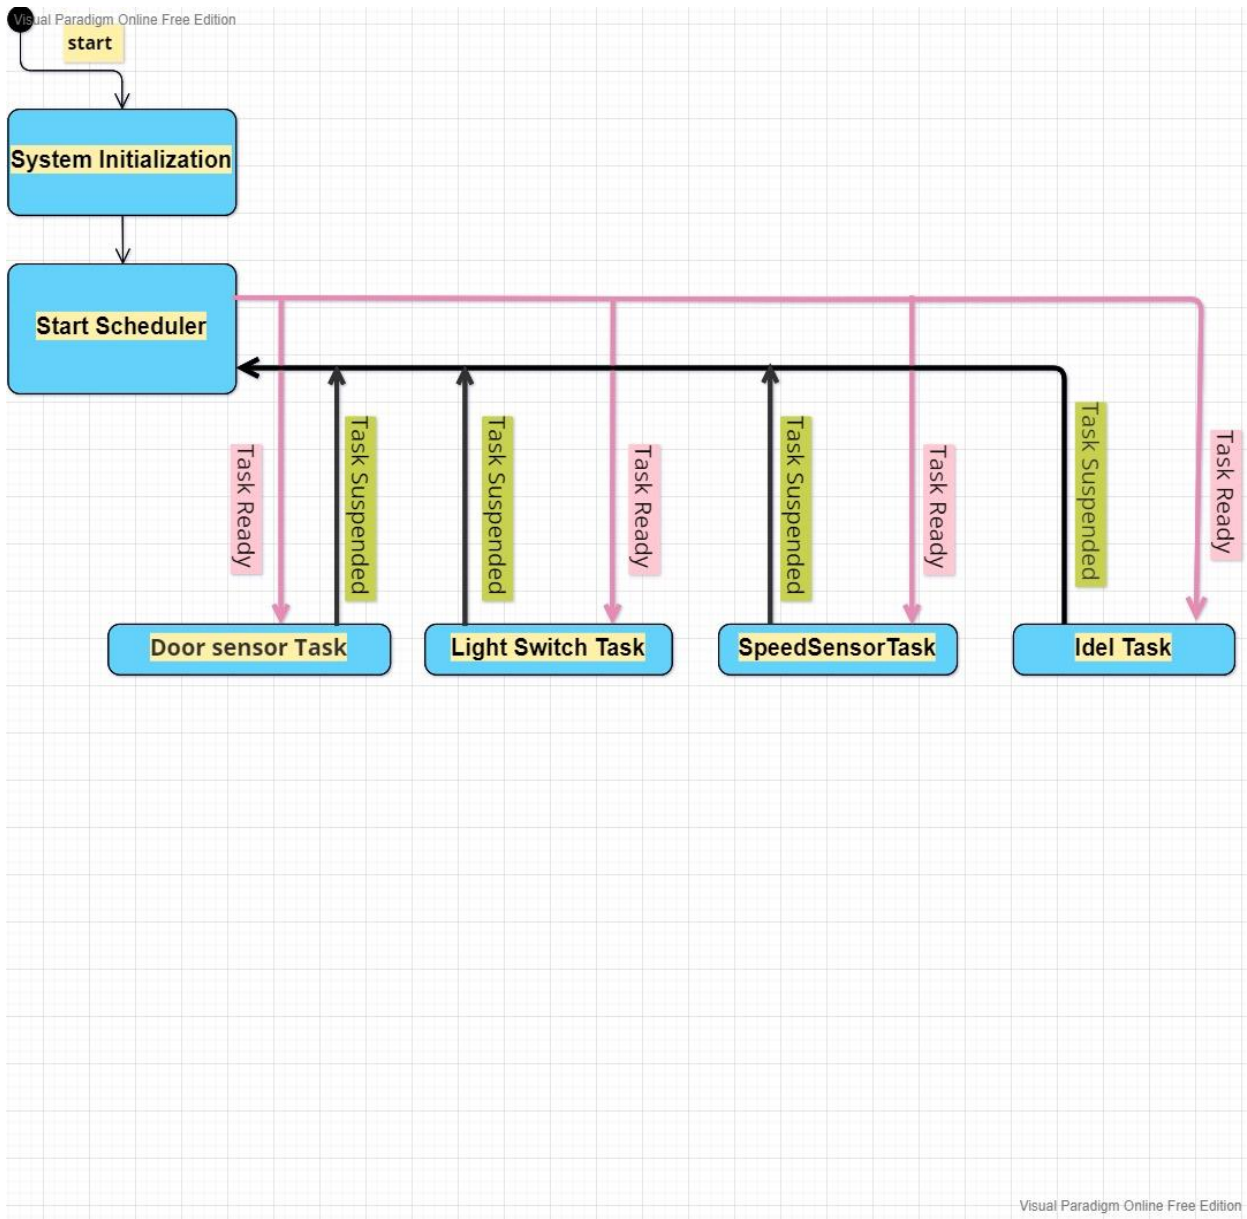 Visual Paradigm Online Free Edition
start
System Initialization
Start Scheduler
Task Ready
Task Suspended
Task Suspended
Task Ready
Task Suspended
Task Ready
Task Suspended
Task Ready
Door sensor Task
Light Switch Task
SpeedSensorTask
Idel Task
Visual Paradigm Online Free Edition